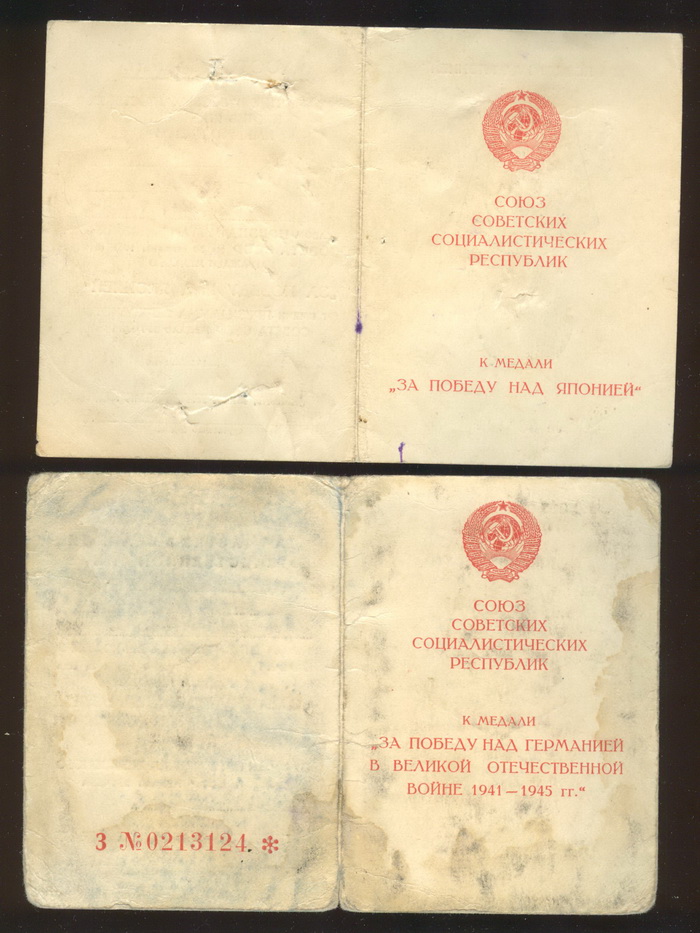 СОЮЗ
СОВЕТСКИХ
СОЦИАЛИСТИЧЕСКИХ
РЕСПУБЛИК
К МЕДАЛИ
„ЗА ПОБЕДУ НАД ЯПОНИЕЙ“
СОЮЗ
СОВЕТСКИХ
СОЦИАЛИСТИЧЕСКИХ
РЕСПУБЛИК
К МЕДАЛИ
„ЗА ПОБЕДУ НАД ГЕРМАНИЕЙ
В ВЕЛИКОЙ ОТЕЧЕСТВЕННОЙ
ВОЙНЕ 1941—1945 гг.“
З №0213124 *